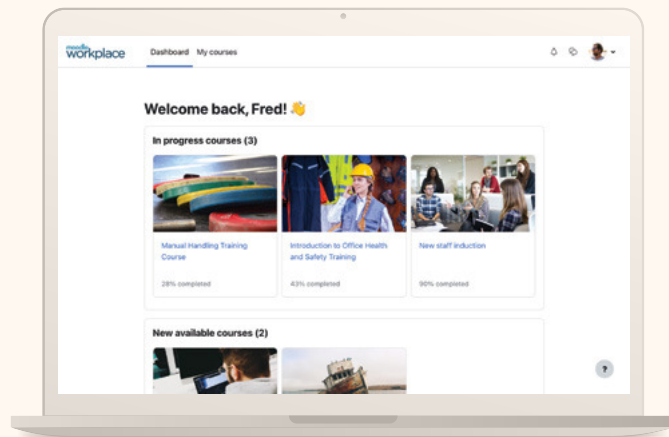 moodle
workplace
Dashboard My courses
Welcome back, Fred! 👋
In progress courses (3)
Manual Handling Training
Course
28% completed
Introduction to Office Health
and Safety Training
43% completed
New staff induction
90% completed
New available courses (2)
?